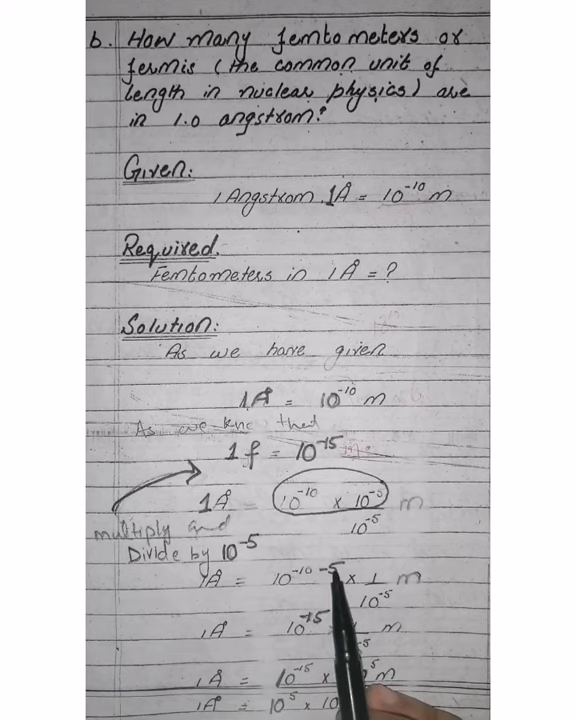 b. How many femtometers or
fermis (the common unit of
length in nuclear physics) are
in 1.0 angstrom?
Given:
1 Angstrom 1Å = 10⁻¹⁰ m
Required.
Femtometers in 1Å = ?
Solution:
As we have given
1Å = 10⁻¹⁰ m
As we knc that
1 f = 10⁻¹⁵
1Å = 10⁻¹⁰ x 10⁻⁵ m
10⁻⁵
multiply and
Divide by 10⁻⁵
1Å = 10⁻¹⁰ ⁻⁵ x 1 m
10⁻⁵
1Å = 10⁻¹⁵ m
1Å = 10⁻¹⁵ x ⁵ m
1Å = 10⁵ x 10